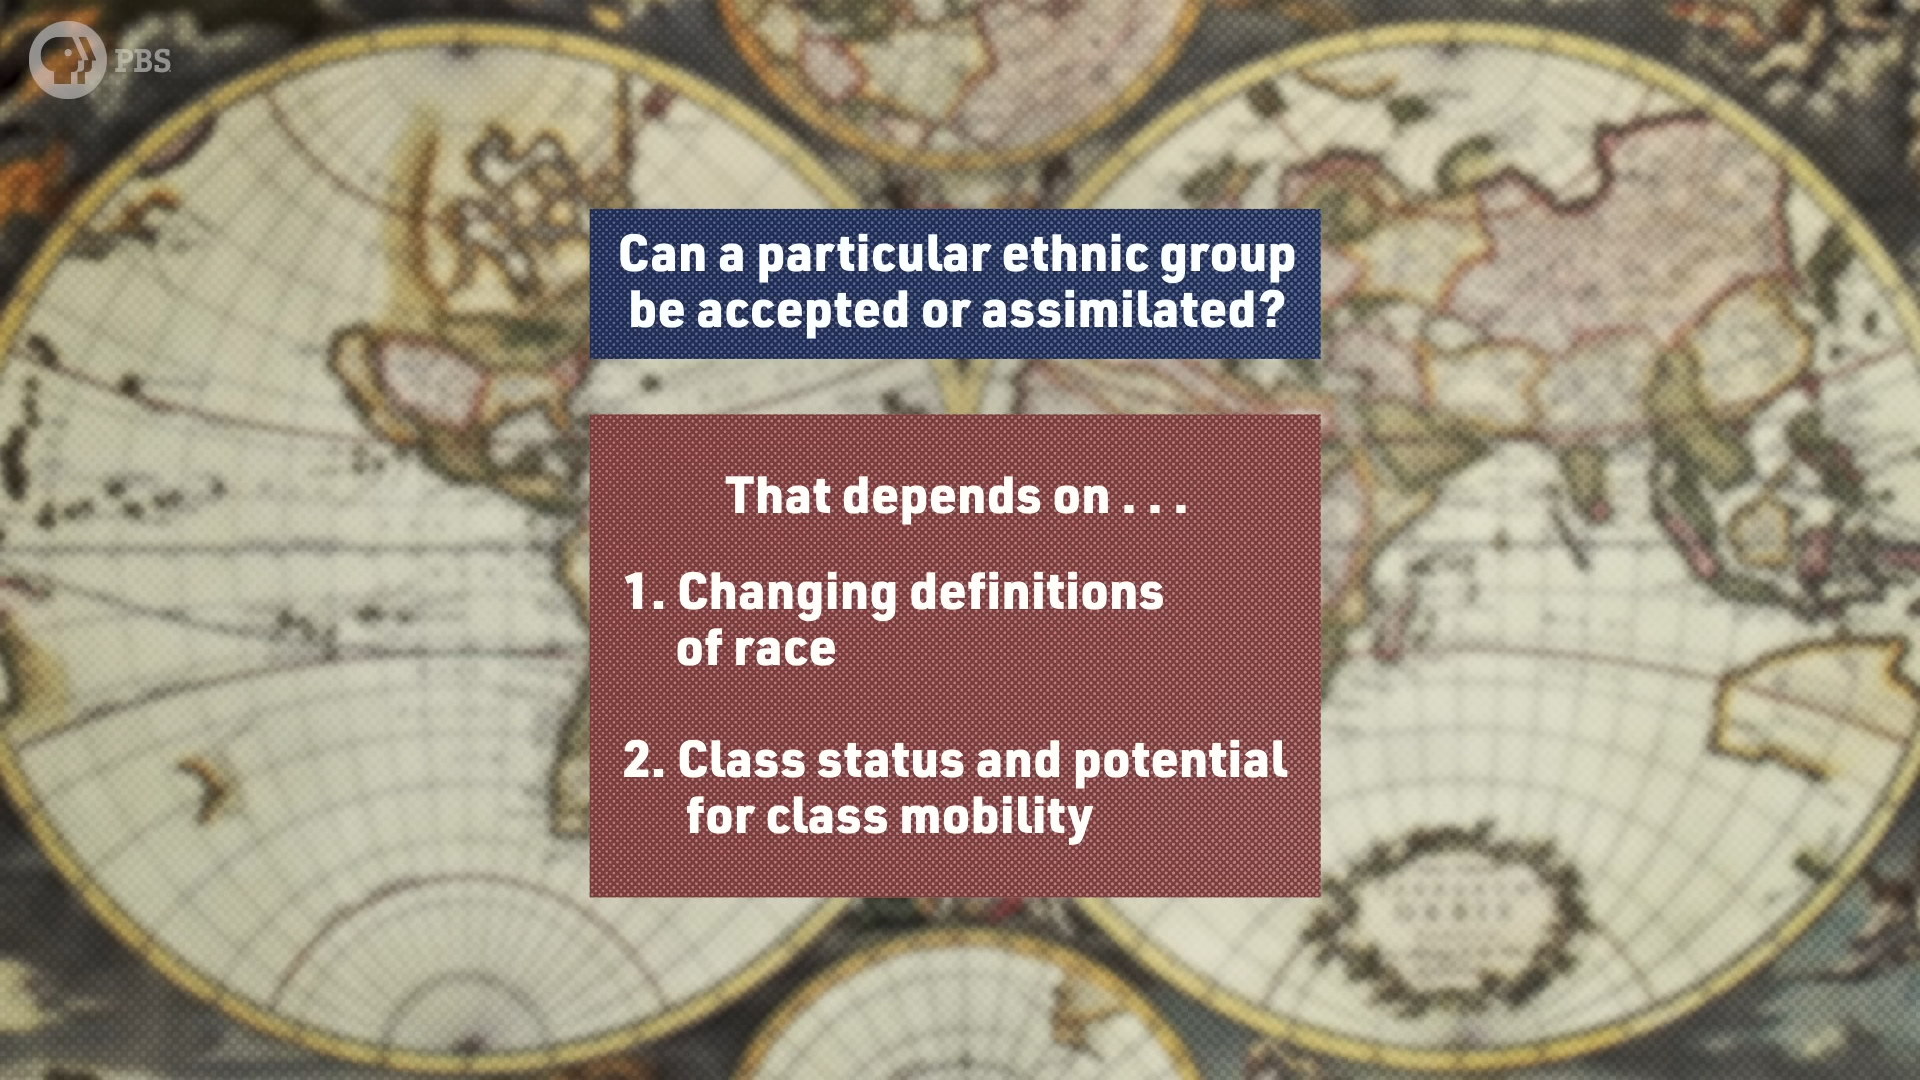 PBS
Can a particular ethnic group
be accepted or assimilated?
That depends on . . .
1. Changing definitions
of race
2. Class status and potential
for class mobility